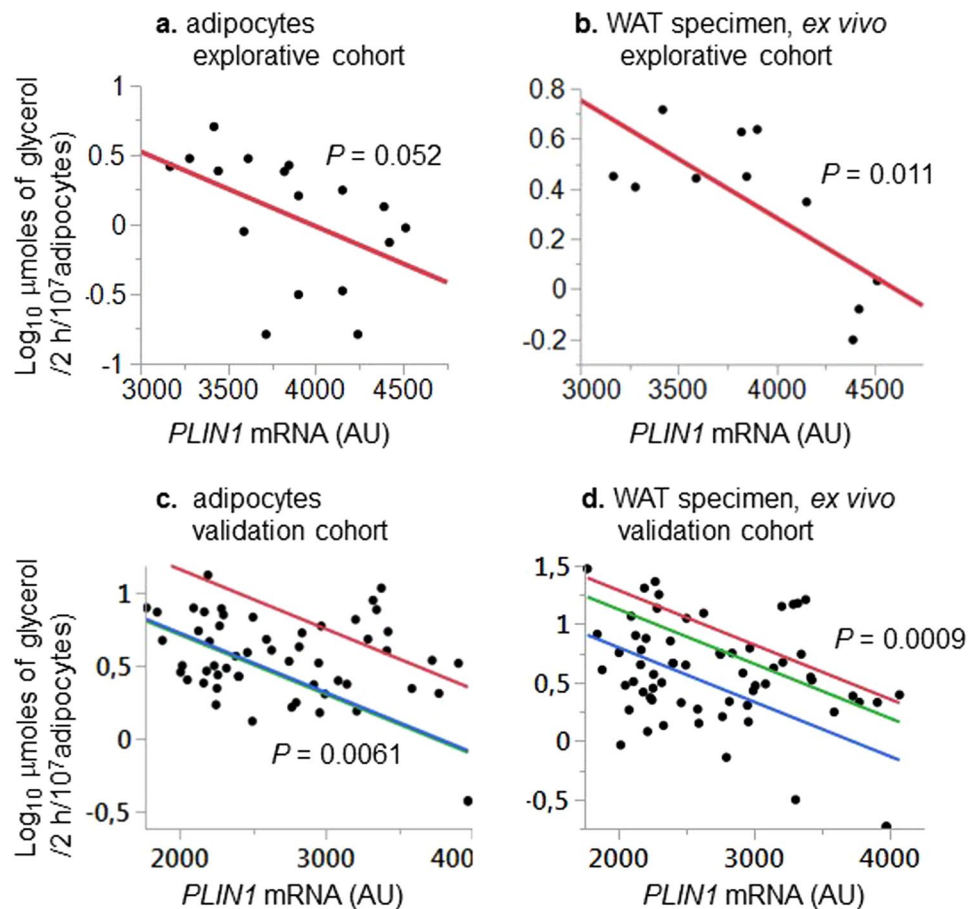 a. adipocytes
explorative cohort
b. WAT specimen, ex vivo
explorative cohort
Log₁₀ μmoles of glycerol
/2 h/10⁷adipocytes)
1
0.5
0
-0.5
-1
P = 0.052
3000 3500 4000 4500
PLIN1 mRNA (AU)
0.8
0.6
0.4
0.2
0
-0.2
P = 0.011
3000 3500 4000 4500
PLIN1 mRNA (AU)
c. adipocytes
validation cohort
d. WAT specimen, ex vivo
validation cohort
Log₁₀ μmoles of glycerol
/2 h/10⁷adipocytes)
1
0,5
0
-0,5
P = 0.0061
2000 3000 400
PLIN1 mRNA (AU)
1,5
1
0,5
0
-0,5
P = 0.0009
2000 3000 4000
PLIN1 mRNA (AU)